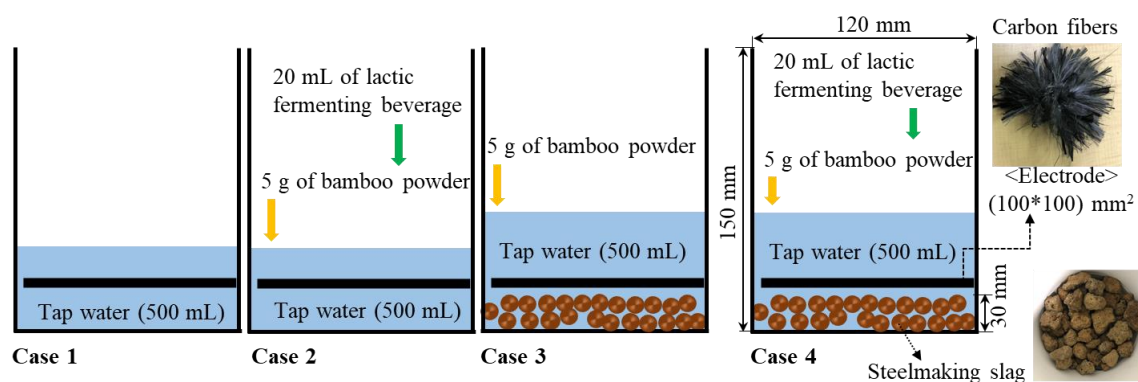 Tap water (500 mL)
Case 1
20 mL of lactic
fermenting beverage
5 g of bamboo powder
Tap water (500 mL)
Case 2
5 g of bamboo powder
Tap water (500 mL)
Case 3
120 mm
150 mm
20 mL of lactic
fermenting beverage
5 g of bamboo powder
Tap water (500 mL)
30 mm
Case 4
Carbon fibers
<Electrode>
(100*100) mm²
Steelmaking slag